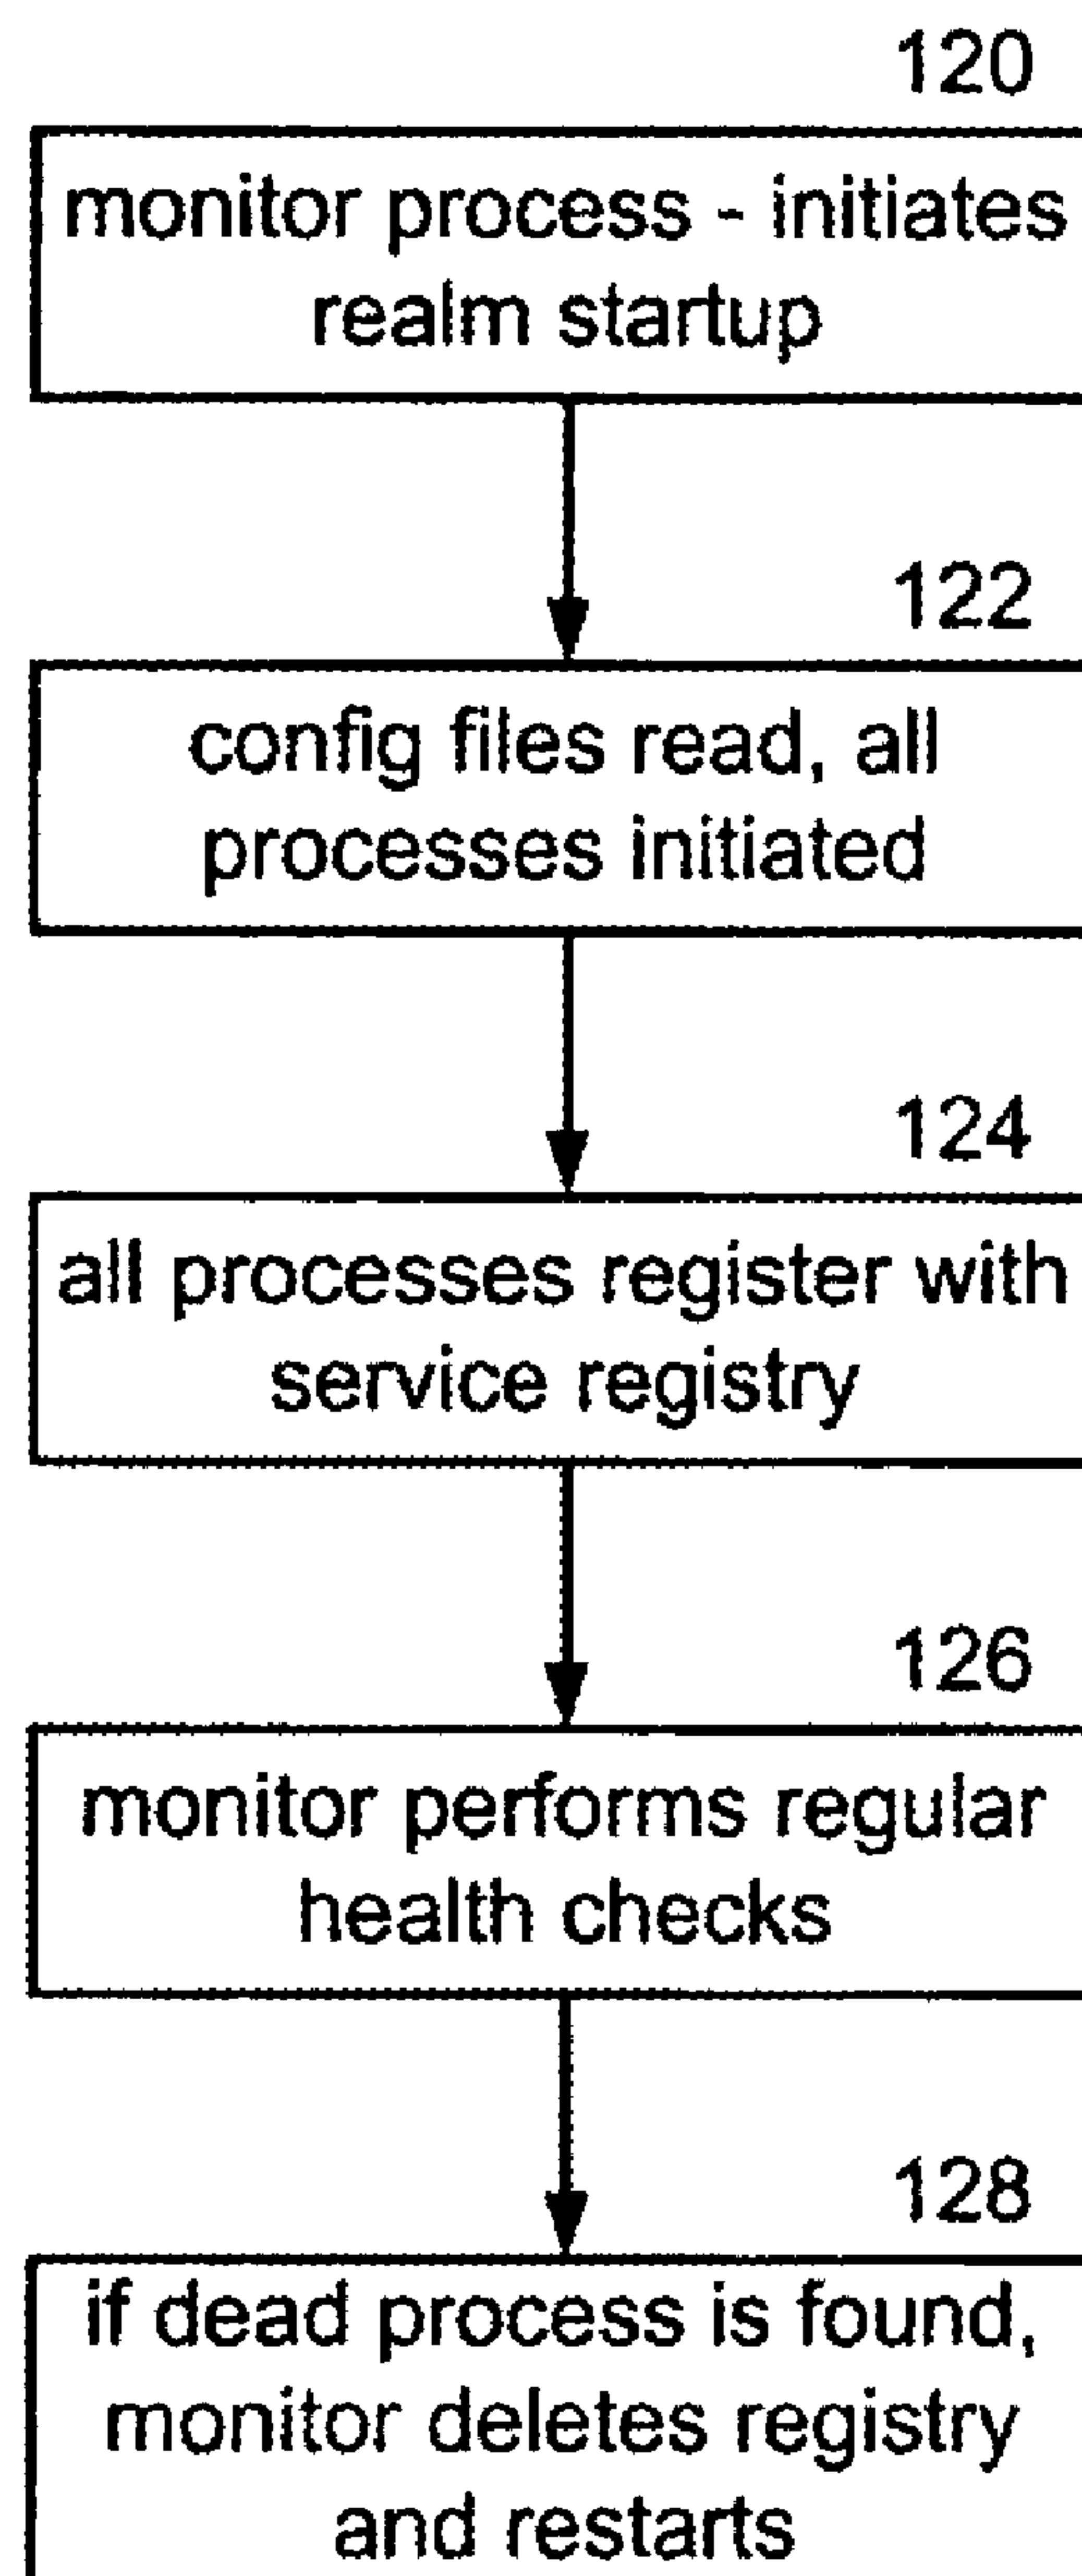 120
monitor process - initiates
realm startup
122
config files read, all
processes initiated
124
all processes register with
service registry
126
monitor performs regular
health checks
128
if dead process is found,
monitor deletes registry
and restarts